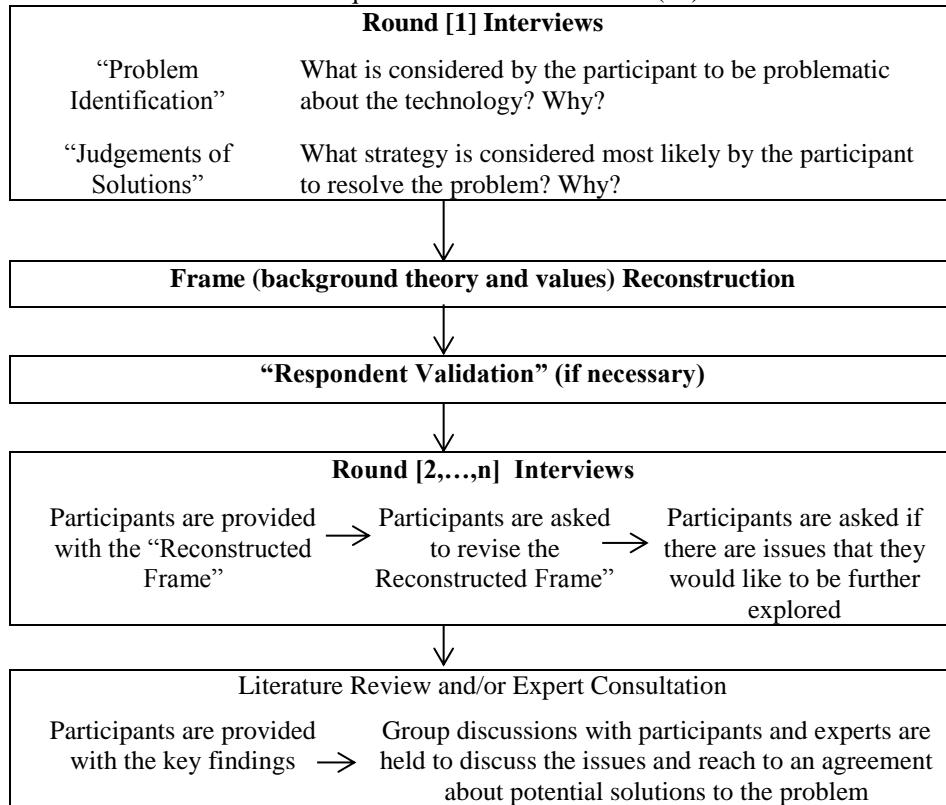 Round [1] Interviews
“Problem Identification”
What is considered by the participant to be problematic
about the technology? Why?
“Judgements of Solutions”
What strategy is considered most likely by the participant
to resolve the problem? Why?
Frame (background theory and values) Reconstruction
“Respondent Validation” (if necessary)
Round [2,…,n] Interviews
Participants are provided
with the “Reconstructed
Frame”
Participants are asked
to revise the
Reconstructed Frame”
Participants are asked if
there are issues that they
would like to be further
explored
Literature Review and/or Expert Consultation
Participants are provided
with the key findings
Group discussions with participants and experts are
held to discuss the issues and reach to an agreement
about potential solutions to the problem